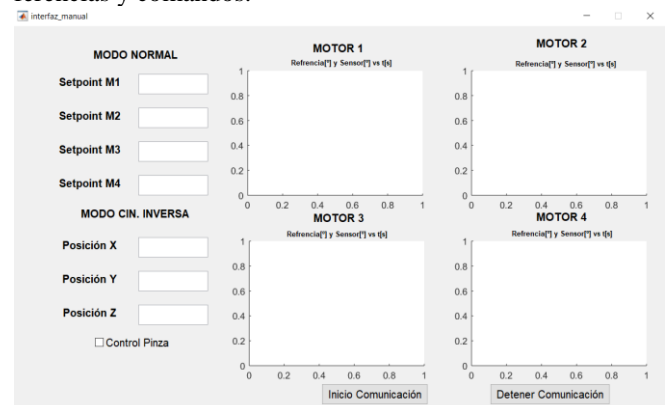 ferencias y comandos.
interfaz_manual
MODO NORMAL
Setpoint M1
Setpoint M2
Setpoint M3
Setpoint M4
MODO CIN. INVERSA
Posición X
Posición Y
Posición Z
Control Pinza
MOTOR 1
Refrencia[º] y Sensor[º] vs t[s]
1
0.8
0.6
0.4
0.2
0
0 0.2 0.4 0.6 0.8 1
MOTOR 2
Refrencia[º] y Sensor[º] vs t[s]
1
0.8
0.6
0.4
0.2
0
0 0.2 0.4 0.6 0.8 1
MOTOR 3
Refrencia[º] y Sensor[º] vs t[s]
1
0.8
0.6
0.4
0.2
0
0 0.2 0.4 0.6 0.8 1
MOTOR 4
Refrencia[º] y Sensor[º] vs t[s]
1
0.8
0.6
0.4
0.2
0
0 0.2 0.4 0.6 0.8 1
Inicio Comunicación
Detener Comunicación